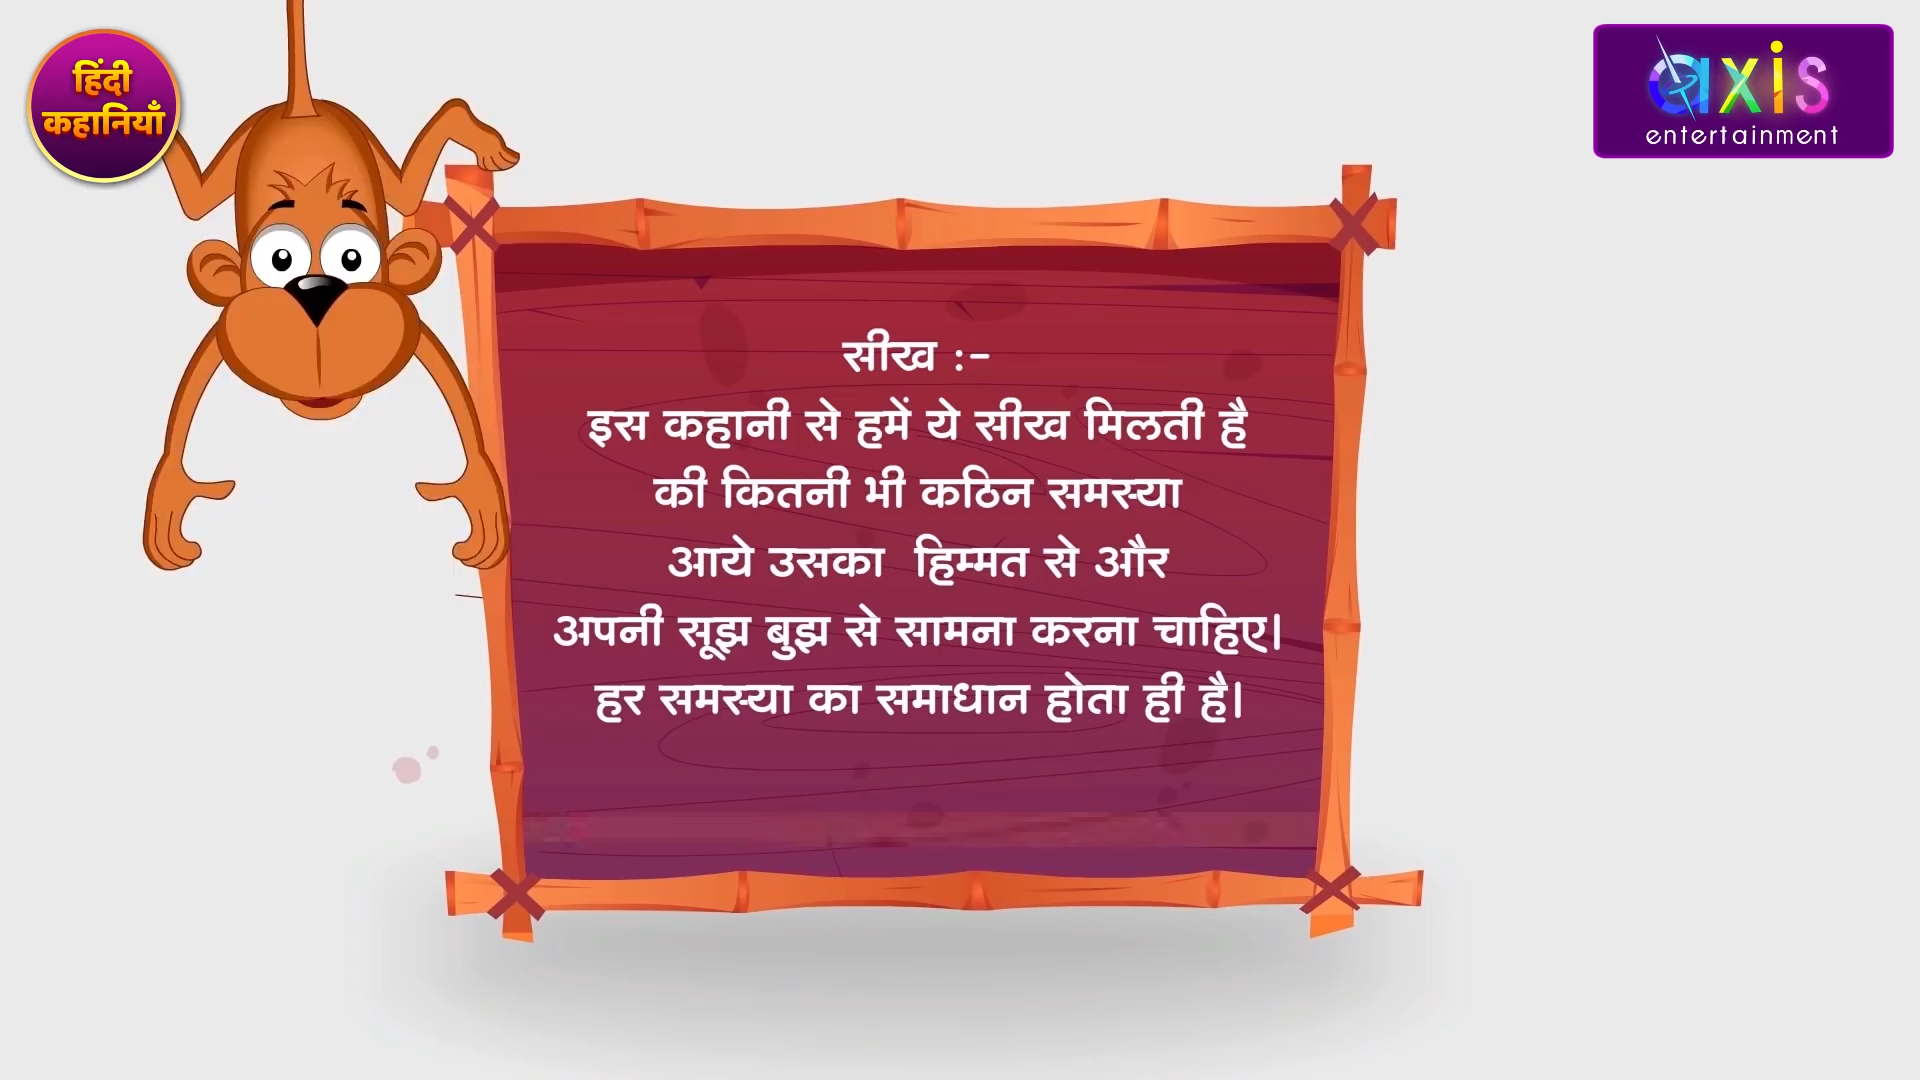 हिंदी
कहानियाँ
axis
entertainment
सीख :-
इस कहानी से हमें ये सीख मिलती है
की कितनी भी कठिन समस्या
आये उसका हिम्मत से और
अपनी सूझ बुझ से सामना करना चाहिए।
हर समस्या का समाधान होता ही है।